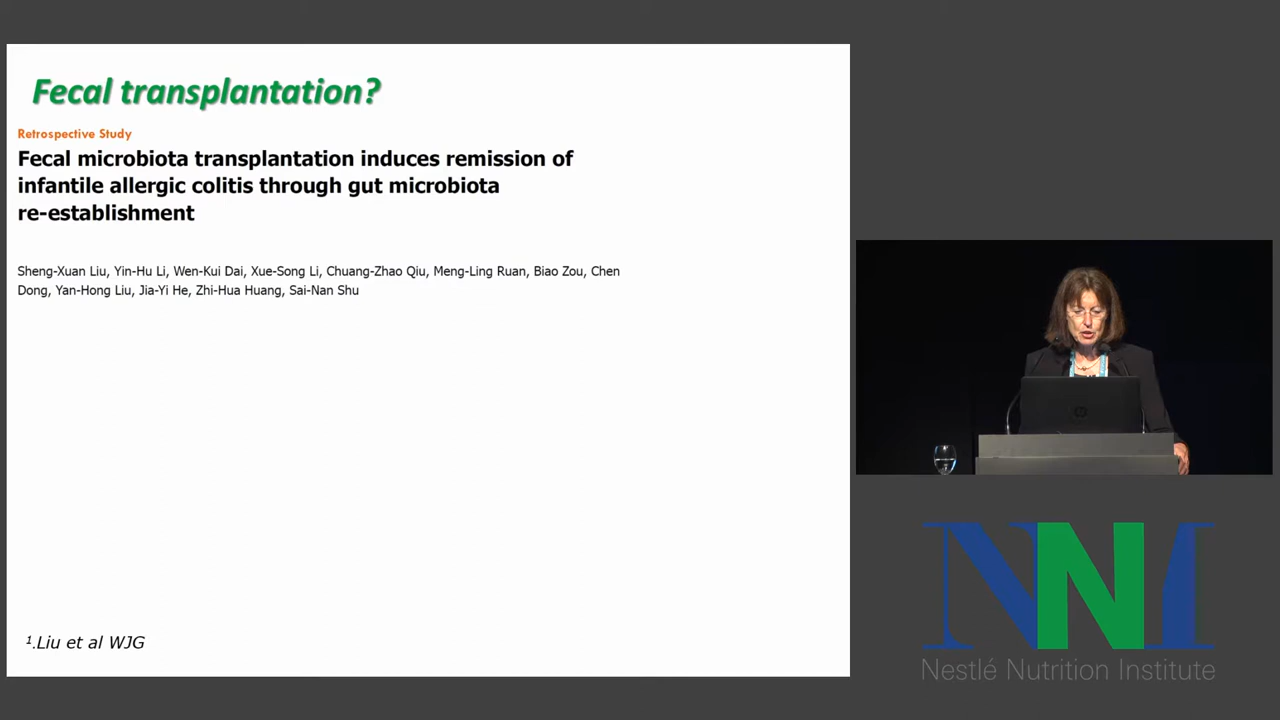 Fecal transplantation?
Retrospective Study
Fecal microbiota transplantation induces remission of
infantile allergic colitis through gut microbiota
re-establishment
Sheng-Xuan Liu, Yin-Hu Li, Wen-Kui Dai, Xue-Song Li, Chuang-Zhao Qiu, Meng-Ling Ruan, Biao Zou, Chen
Dong, Yan-Hong Liu, Jia-Yi He, Zhi-Hua Huang, Sai-Nan Shu
1.Liu et al WJG
NNI
Nestlé Nutrition Institute